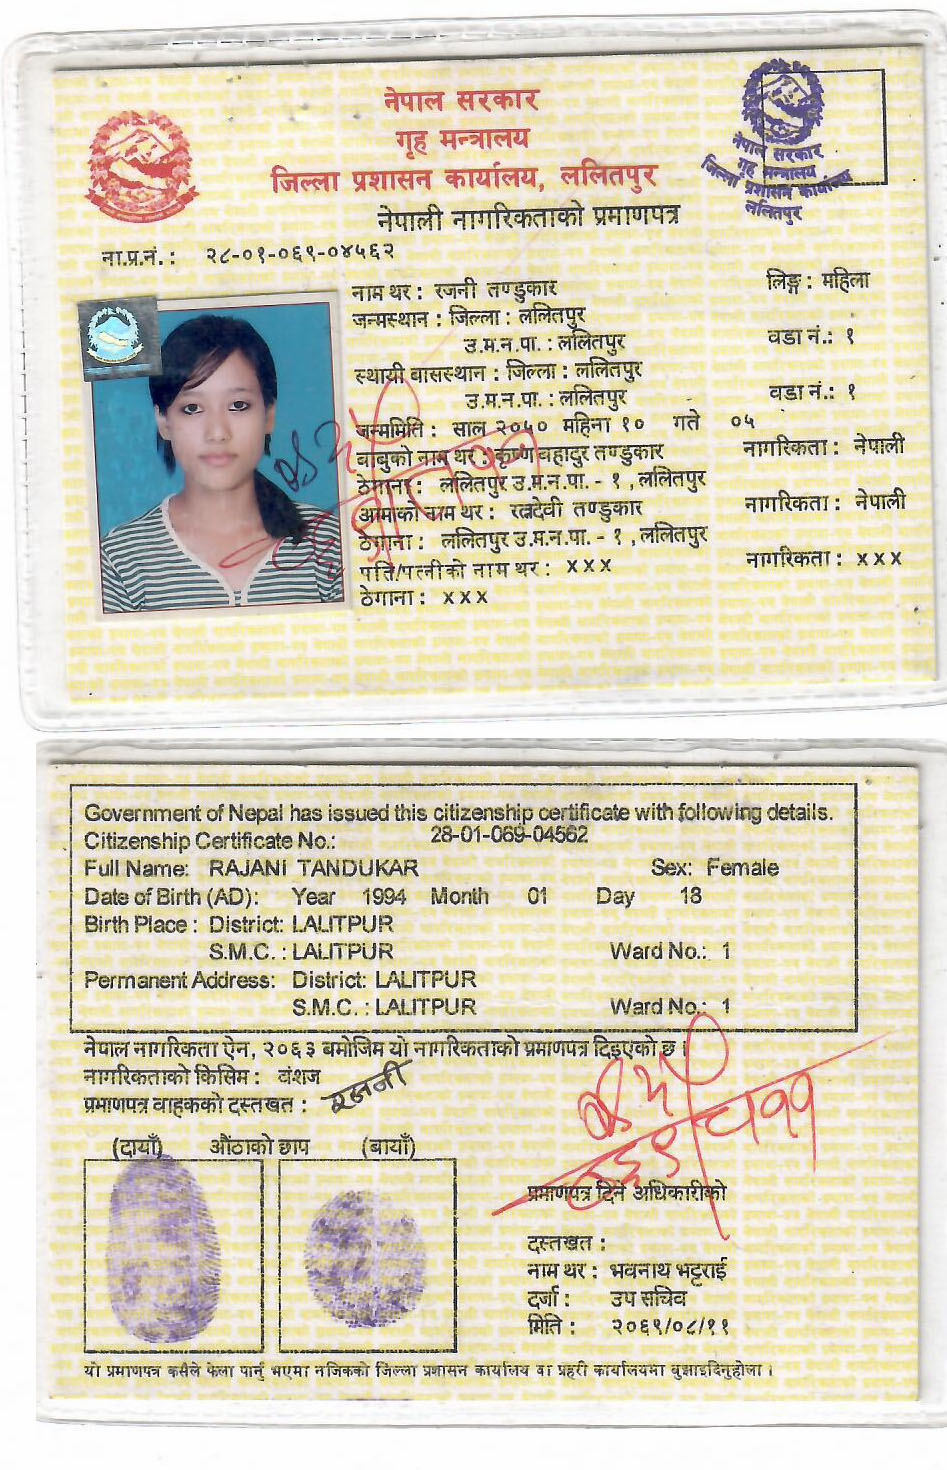 नेपाल सरकार
गृह मन्त्रालय
जिल्ला प्रशासन कार्यालय, ललितपुर
नेपाली नागरिकताको प्रमाणपत्र
नेपाल सरकार
गृह मन्त्रालय
जिल्ला प्रशासन कार्यालय
ललितपुर
ना.प्र.नं. : २८-०१-०६९-०४५६२
नाम थर : रजनी तण्डुकार लिङ्ग : महिला
जन्मस्थान : जिल्ला : ललितपुर
उ.म.न.पा. : ललितपुर वडा नं.: १
स्थायी बासस्थान : जिल्ला : ललितपुर
उ.म.न.पा. : ललितपुर वडा नं.: १
जन्ममिति : साल २०५० महिना १० गते ०५
बाबुको नाम थर : कृष्ण बहादुर तण्डुकार नागरिकता : नेपाली
ठेगाना : ललितपुर उ.म.न.पा. - १ , ललितपुर
आमाको नाम थर : रत्नदेवी तण्डुकार नागरिकता : नेपाली
ठेगाना : ललितपुर उ.म.न.पा. - १ , ललितपुर
पति/पत्नीको नाम थर : xxx नागरिकता : xxx
ठेगाना : xxx
Government of Nepal has issued this citizenship certificate with following details.
Citizenship Certificate No.: 28-01-069-04562
Full Name: RAJANI TANDUKAR Sex: Female
Date of Birth (AD): Year 1994 Month 01 Day 18
Birth Place : District: LALITPUR
S.M.C. : LALITPUR Ward No.: 1
Permanent Address: District: LALITPUR
S.M.C. : LALITPUR Ward No.: 1
नेपाल नागरिकता ऐन, २०६३ बमोजिम यो नागरिकताको प्रमाणपत्र दिइएको छ।
नागरिकताको किसिम : वंशज
प्रमाणपत्र वाहकको दस्तखत : रजनी
(दायाँ) औंठाको छाप (बायाँ)
प्रमाणपत्र दिने अधिकारीको
दस्तखत :
नाम थर : भवनाथ भट्टराई
दर्जा : उप सचिव
मिति : २०६९/०८/११
यो प्रमाणपत्र कसैले फेला पार्नु भएमा नजिकको जिल्ला प्रशासन कार्यालय वा प्रहरी कार्यालयमा बुझाइदिनुहोला ।